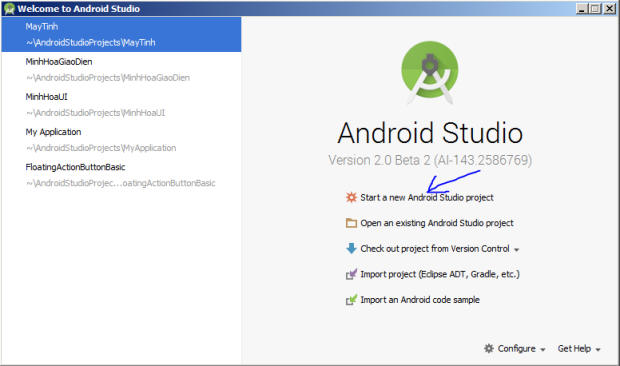 Welcome to Android Studio
MayTinh
~\AndroidStudioProjects\MayTinh
MinhHoaGiaoDien
~\AndroidStudioProjects\MinhHoaGiaoDien
MinhHoaUI
~\AndroidStudioProjects\MinhHoaUI
My Application
~\AndroidStudioProjects\MyApplication
FloatingActionButtonBasic
~\AndroidStudioProjec...oatingActionButtonBasic
Android Studio
Version 2.0 Beta 2 (AI-143.2586769)
Start a new Android Studio project
Open an existing Android Studio project
Check out project from Version Control
Import project (Eclipse ADT, Gradle, etc.)
Import an Android code sample
Configure
Get Help